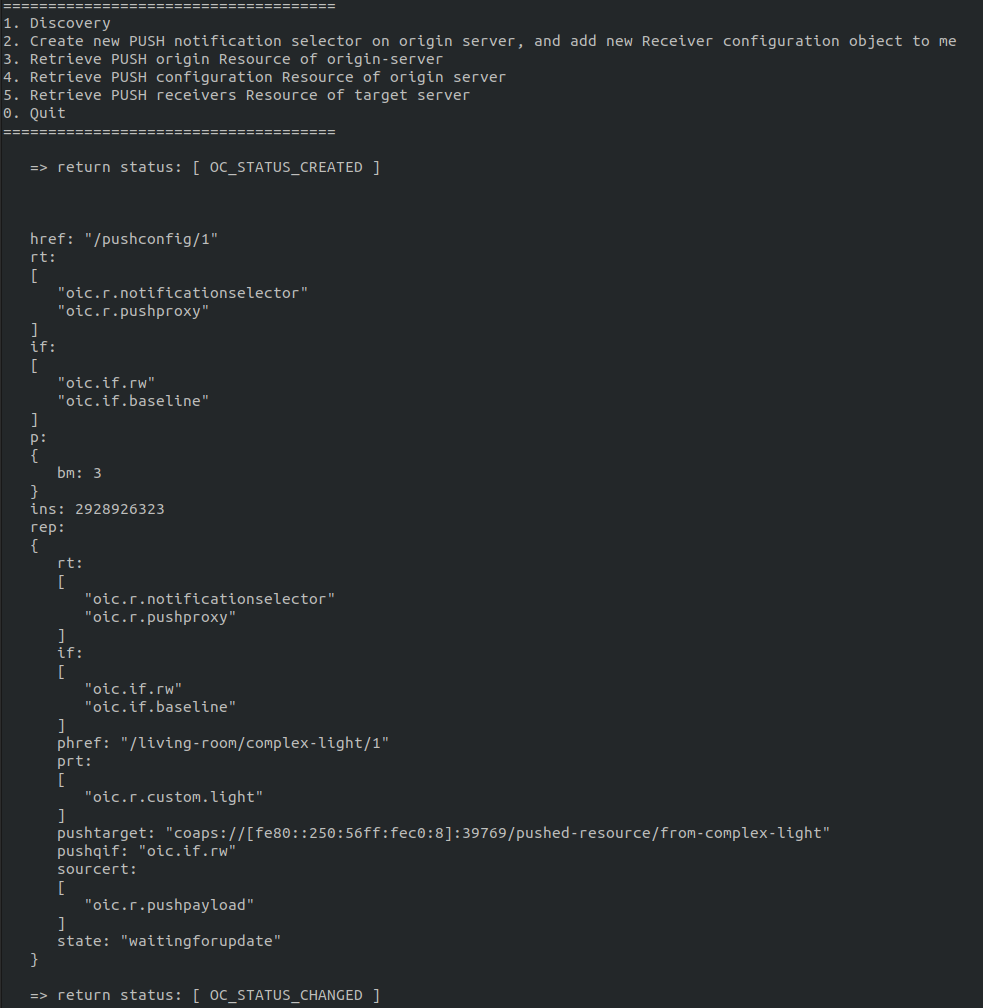 =====================================
1. Discovery
2. Create new PUSH notification selector on origin server, and add new Receiver configuration object to me
3. Retrieve PUSH origin Resource of origin-server
4. Retrieve PUSH configuration Resource of origin server
5. Retrieve PUSH receivers Resource of target server
0. Quit
=====================================
=> return status: [ OC_STATUS_CREATED ]
href: "/pushconfig/1"
rt:
[
"oic.r.notificationselector"
"oic.r.pushproxy"
]
if:
[
"oic.if.rw"
"oic.if.baseline"
]
p:
{
bm: 3
}
ins: 2928926323
rep:
{
rt:
[
"oic.r.notificationselector"
"oic.r.pushproxy"
]
if:
[
"oic.if.rw"
"oic.if.baseline"
]
phref: "/living-room/complex-light/1"
prt:
[
"oic.r.custom.light"
]
pushtarget: "coaps://[fe80::250:56ff:fec0:8]:39769/pushed-resource/from-complex-light"
pushqif: "oic.if.rw"
sourcert:
[
"oic.r.pushpayload"
]
state: "waitingforupdate"
}
=> return status: [ OC_STATUS_CHANGED ]